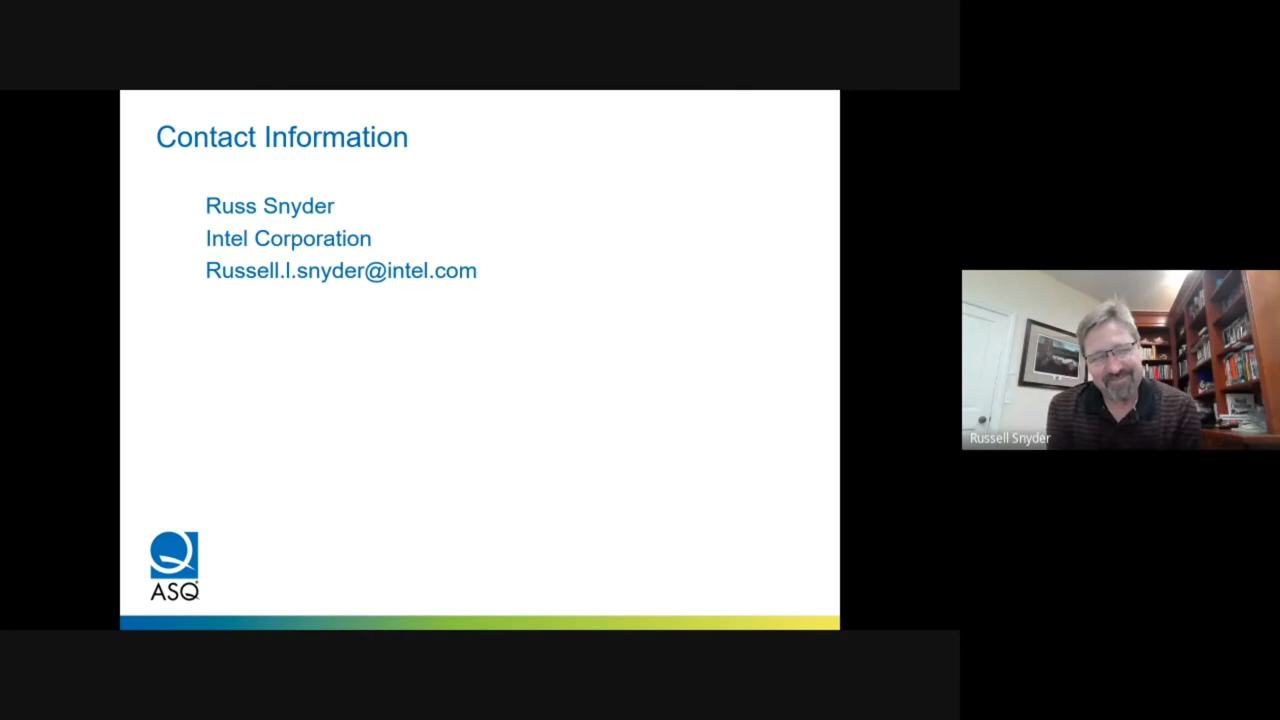 Contact Information
Russ Snyder
Intel Corporation
Russell.l.snyder@intel.com
ASQ
Russell Snyder